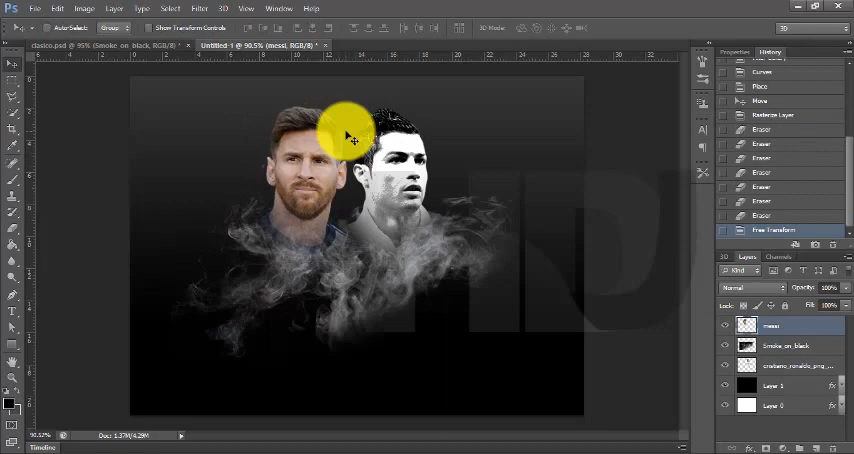 Ps File Edit Image Layer Type Select Filter 3D View Window Help
Auto-Select: Group Show Transform Controls 3D Mode: 3D
clasico.psd @ 95% (Smoke_on_black, RGB/8) * × Untitled-1 @ 90.5% (messi, RGB/8) * ×
Properties History
Curves
Place
Move
Rasterize Layer
Eraser
Eraser
Eraser
Eraser
Eraser
Eraser
Eraser
Free Transform
3D Layers Channels
Kind
Normal Opacity: 100%
Lock: Fill: 100%
messi
Smoke_on_black
cristiano_ronaldo_png_...
Layer 1 fx
Layer 0 fx
90.52% Doc: 1.37M/4.29M
Timeline